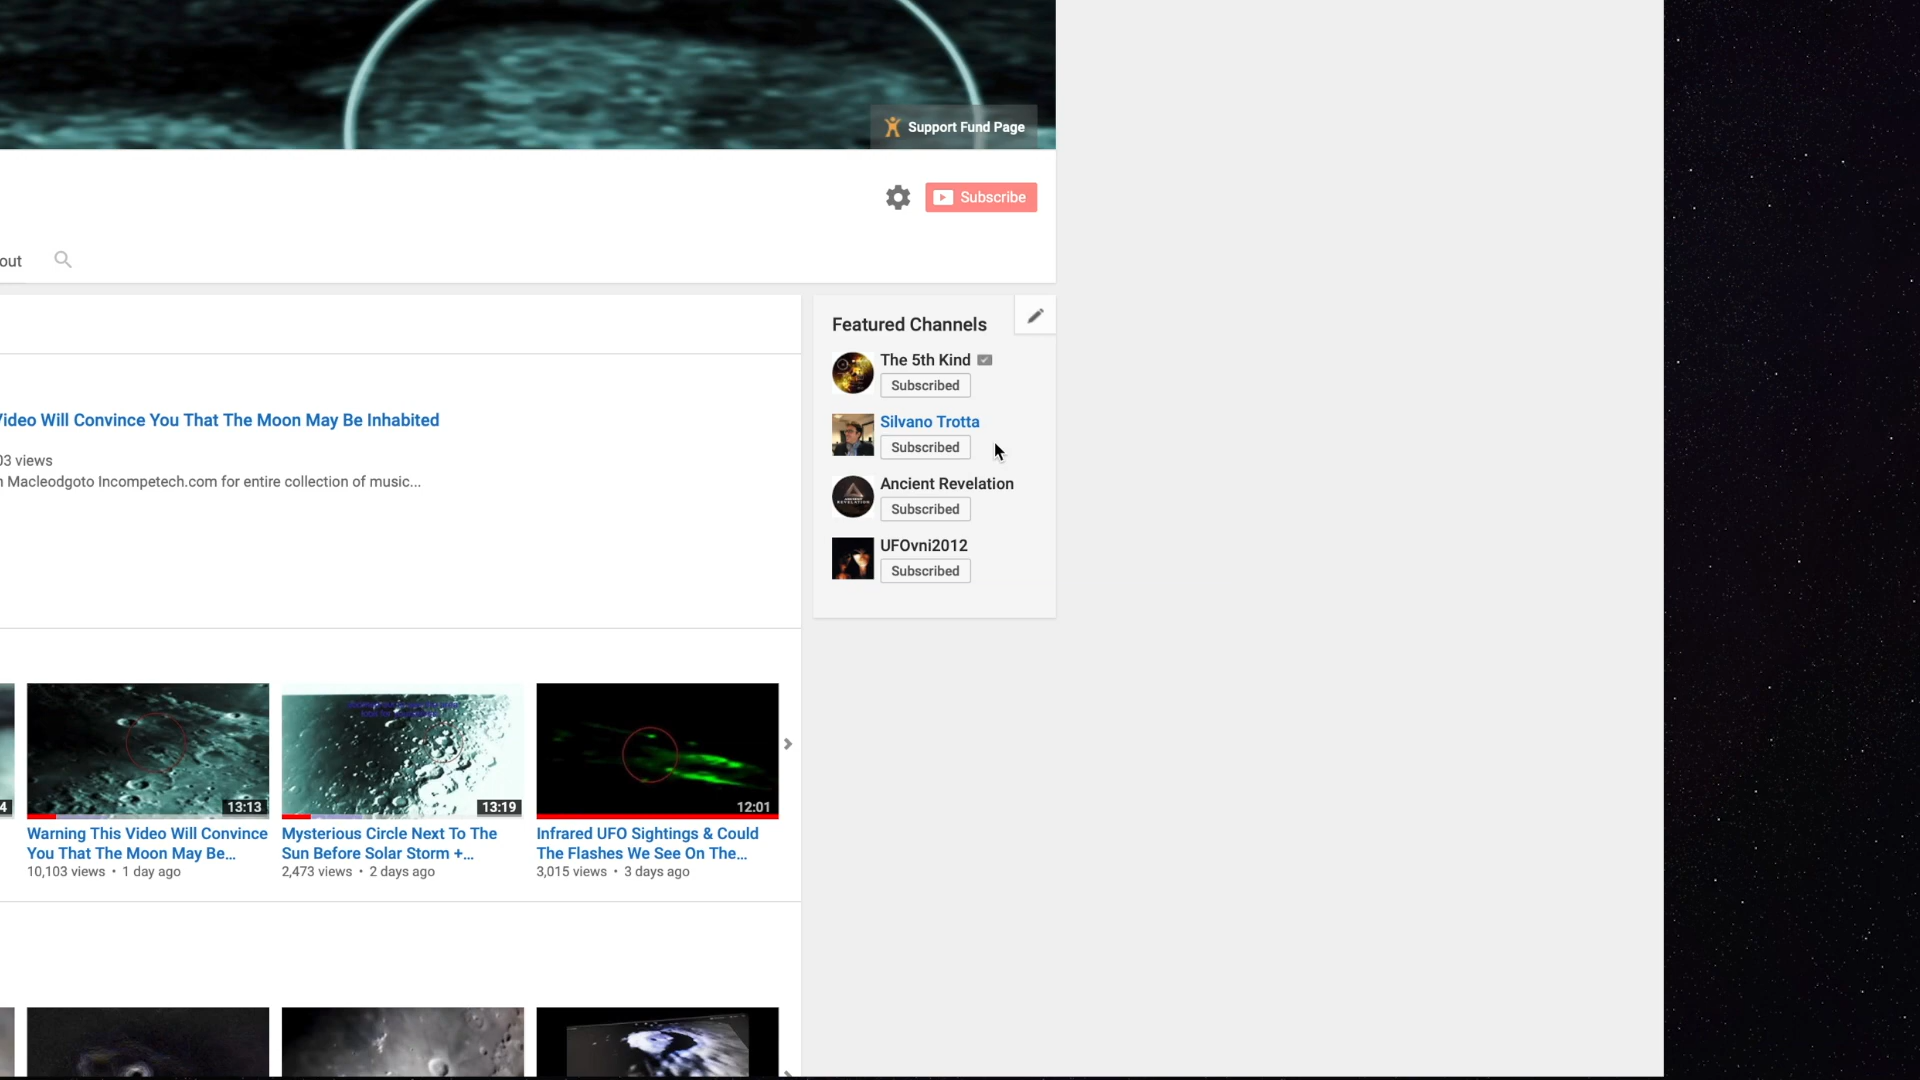 Support Fund Page
Subscribe
out
Featured Channels
The 5th Kind
Subscribed
Silvano Trotta
Subscribed
Ancient Revelation
Subscribed
UFOvni2012
Subscribed
Video Will Convince You That The Moon May Be Inhabited
03 views
n Macleodgoto Incompetech.com for entire collection of music...
4
13:13
13:19
12:01
Warning This Video Will Convince
You That The Moon May Be...
10,103 views • 1 day ago
Mysterious Circle Next To The
Sun Before Solar Storm +...
2,473 views • 2 days ago
Infrared UFO Sightings & Could
The Flashes We See On The...
3,015 views • 3 days ago